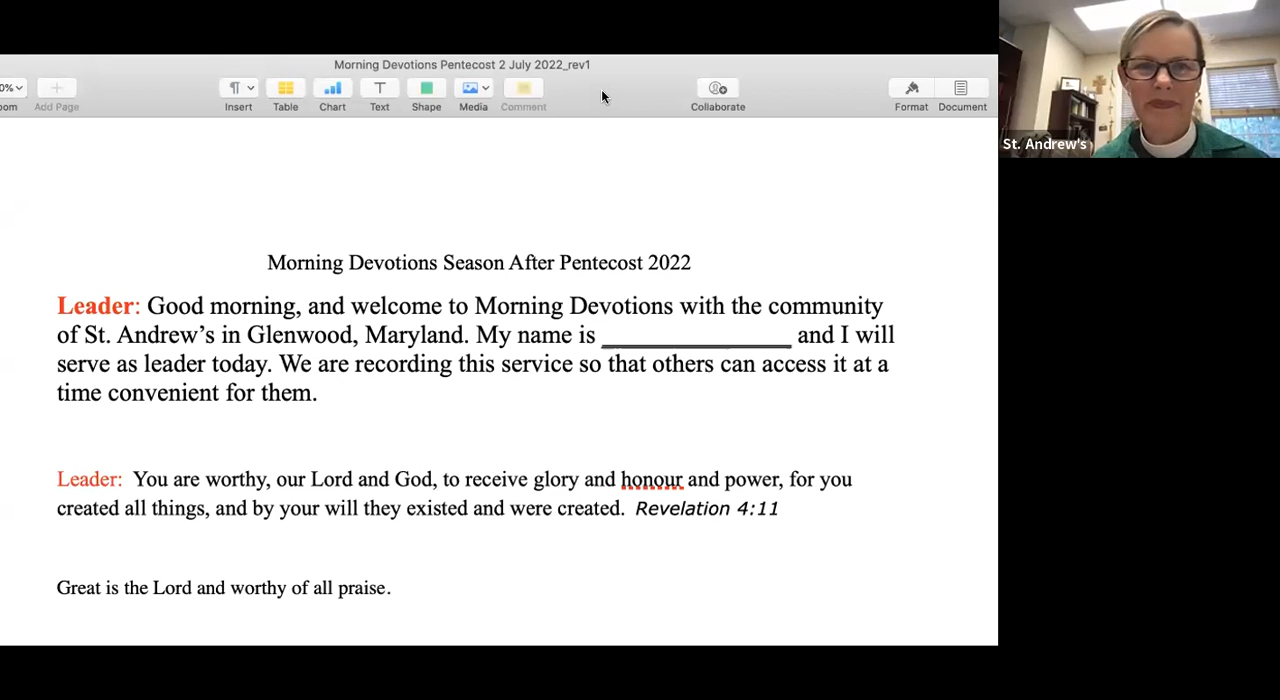 Morning Devotions Pentecost 2 July 2022_rev1
0%
oom Add Page Insert Table Chart Text Shape Media Comment Collaborate Format Document
St. Andrew's
Morning Devotions Season After Pentecost 2022
Leader: Good morning, and welcome to Morning Devotions with the community
of St. Andrew’s in Glenwood, Maryland. My name is _______________ and I will
serve as leader today. We are recording this service so that others can access it at a
time convenient for them.
Leader: You are worthy, our Lord and God, to receive glory and honour and power, for you
created all things, and by your will they existed and were created. Revelation 4:11
Great is the Lord and worthy of all praise.